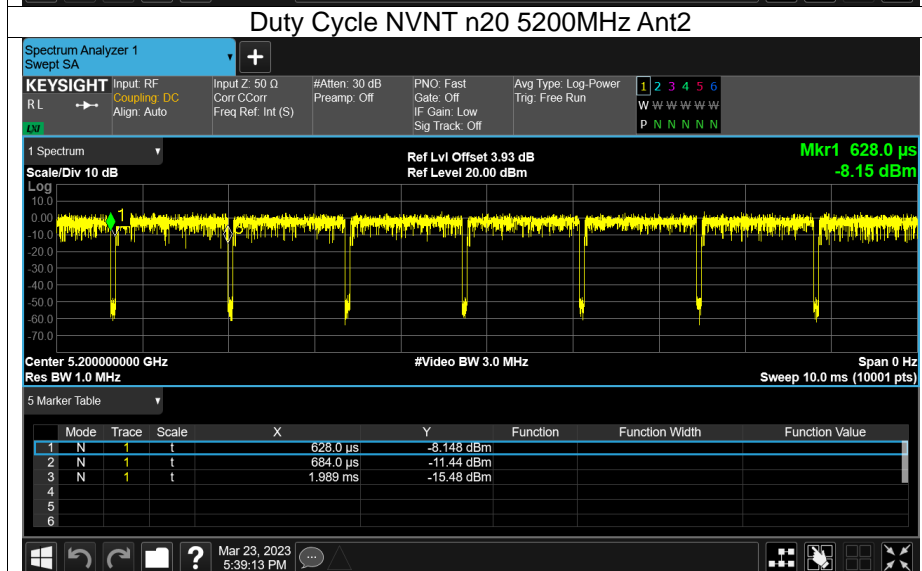 Duty Cycle NVNT n20 5200MHz Ant2
Spectrum Analyzer 1
Swept SA
+
KEYSIGHT
R L
LXI
Input: RF
Coupling: DC
Align: Auto
Input Z: 50 Ω
Corr CCorr
Freq Ref: Int (S)
#Atten: 30 dB
Preamp: Off
PNO: Fast
Gate: Off
IF Gain: Low
Sig Track: Off
Avg Type: Log-Power
Trig: Free Run
1 2 3 4 5 6
W W W W W W
P N N N N N
1 Spectrum
Scale/Div 10 dB
Ref Lvl Offset 3.93 dB
Ref Level 20.00 dBm
Mkr1 628.0 µs
-8.15 dBm
Log
10.0
0.00
-10.0
-20.0
-30.0
-40.0
-50.0
-60.0
-70.0
1
Center 5.200000000 GHz
#Video BW 3.0 MHz
Span 0 Hz
Res BW 1.0 MHz
Sweep 10.0 ms (10001 pts)
5 Marker Table
Mode Trace Scale X Y Function Function Width Function Value
1 N 1 t 628.0 µs -8.148 dBm
2 N 1 t 684.0 µs -11.44 dBm
3 N 1 t 1.989 ms -15.48 dBm
4
5
6
?
Mar 23, 2023
5:39:13 PM